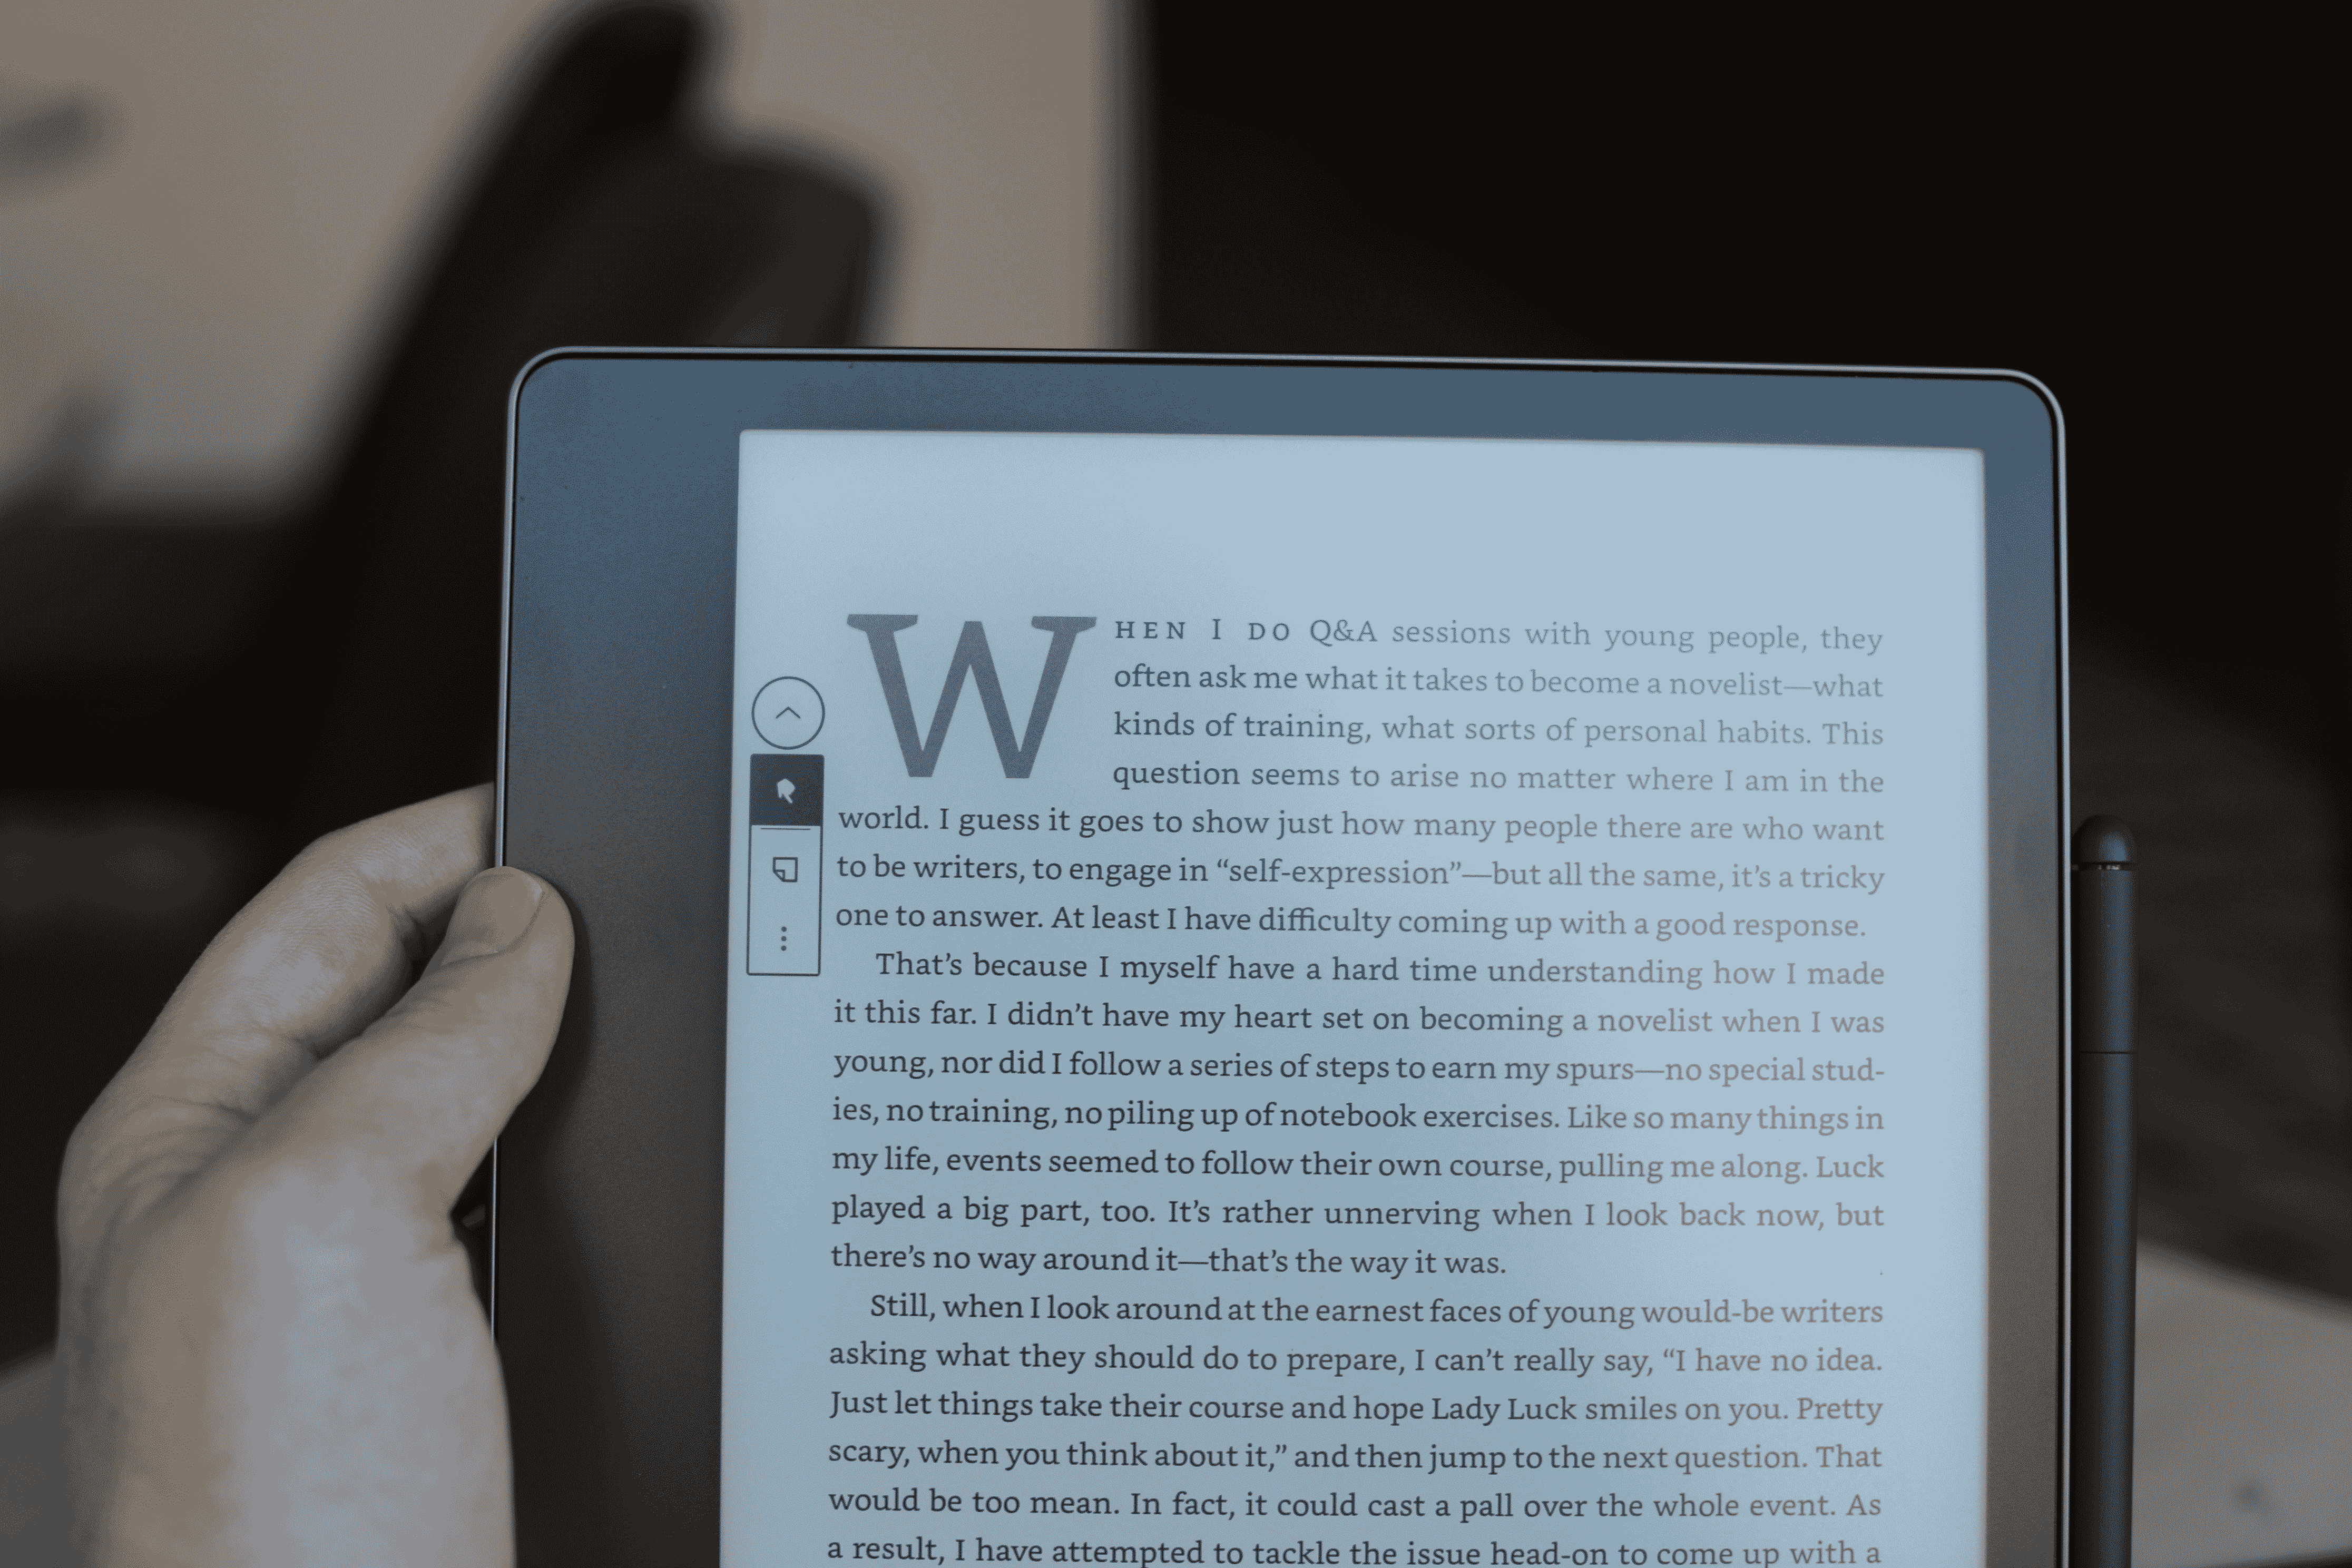 WHEN I DO Q&A sessions with young people, they
often ask me what it takes to become a novelist—what
kinds of training, what sorts of personal habits. This
question seems to arise no matter where I am in the
world. I guess it goes to show just how many people there are who want
to be writers, to engage in “self-expression”—but all the same, it’s a tricky
one to answer. At least I have difficulty coming up with a good response.
That’s because I myself have a hard time understanding how I made
it this far. I didn’t have my heart set on becoming a novelist when I was
young, nor did I follow a series of steps to earn my spurs—no special stud-
ies, no training, no piling up of notebook exercises. Like so many things in
my life, events seemed to follow their own course, pulling me along. Luck
played a big part, too. It’s rather unnerving when I look back now, but
there’s no way around it—that’s the way it was.
Still, when I look around at the earnest faces of young would-be writers
asking what they should do to prepare, I can’t really say, “I have no idea.
Just let things take their course and hope Lady Luck smiles on you. Pretty
scary, when you think about it,” and then jump to the next question. That
would be too mean. In fact, it could cast a pall over the whole event. As
a result, I have attempted to tackle the issue head-on to come up with a